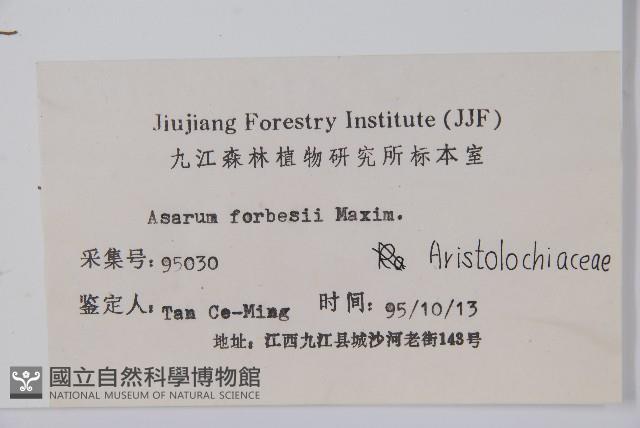 Jiujiang Forestry Institute (JJF)
九江森林植物研究所标本室
Asarum forbesii Maxim.
采集号: 95030 Aristolochiaceae
鉴定人: Tan Ce-Ming 时间: 95/10/13
地址: 江西九江县城沙河老街143号
國立自然科學博物館
NATIONAL MUSEUM OF NATURAL SCIENCE